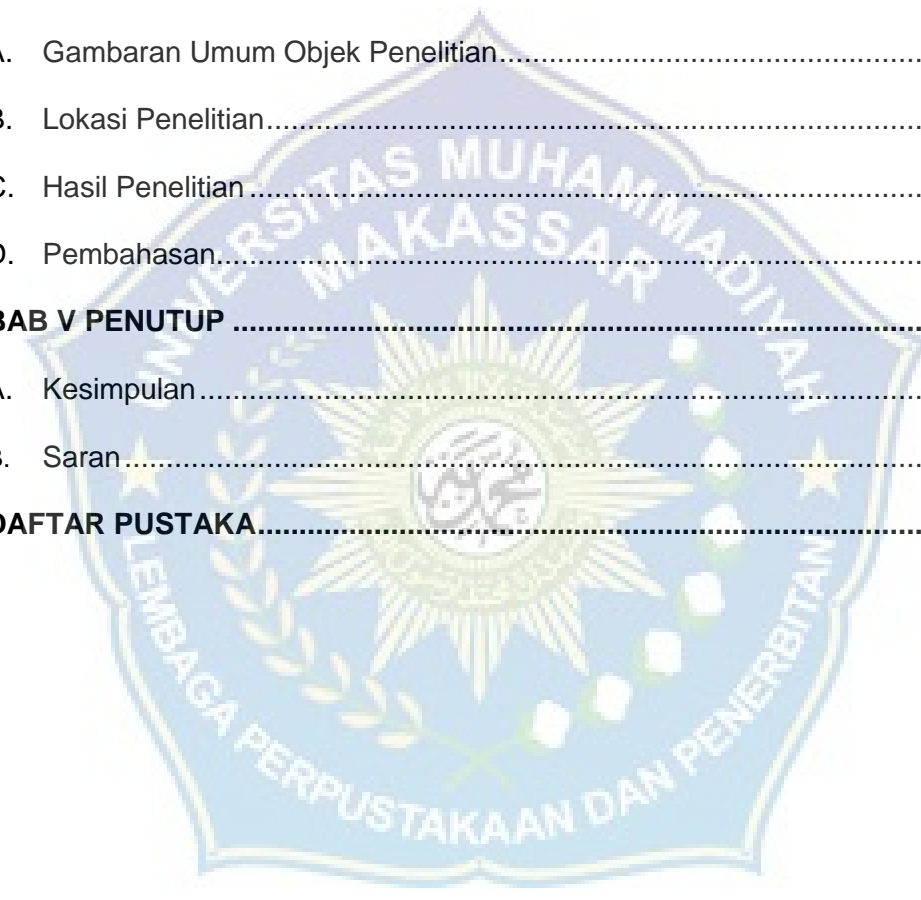 A. Gambaran Umum Objek Penelitian
B. Lokasi Penelitian
C. Hasil Penelitian
D. Pembahasan
BAB V PENUTUP
A. Kesimpulan
B. Saran
DAFTAR PUSTAKA
UNIVERSITAS MUHAMMADIYAH
MAKASSAR
LEMBAGA PERPUSTAKAAN DAN PENERBITAN